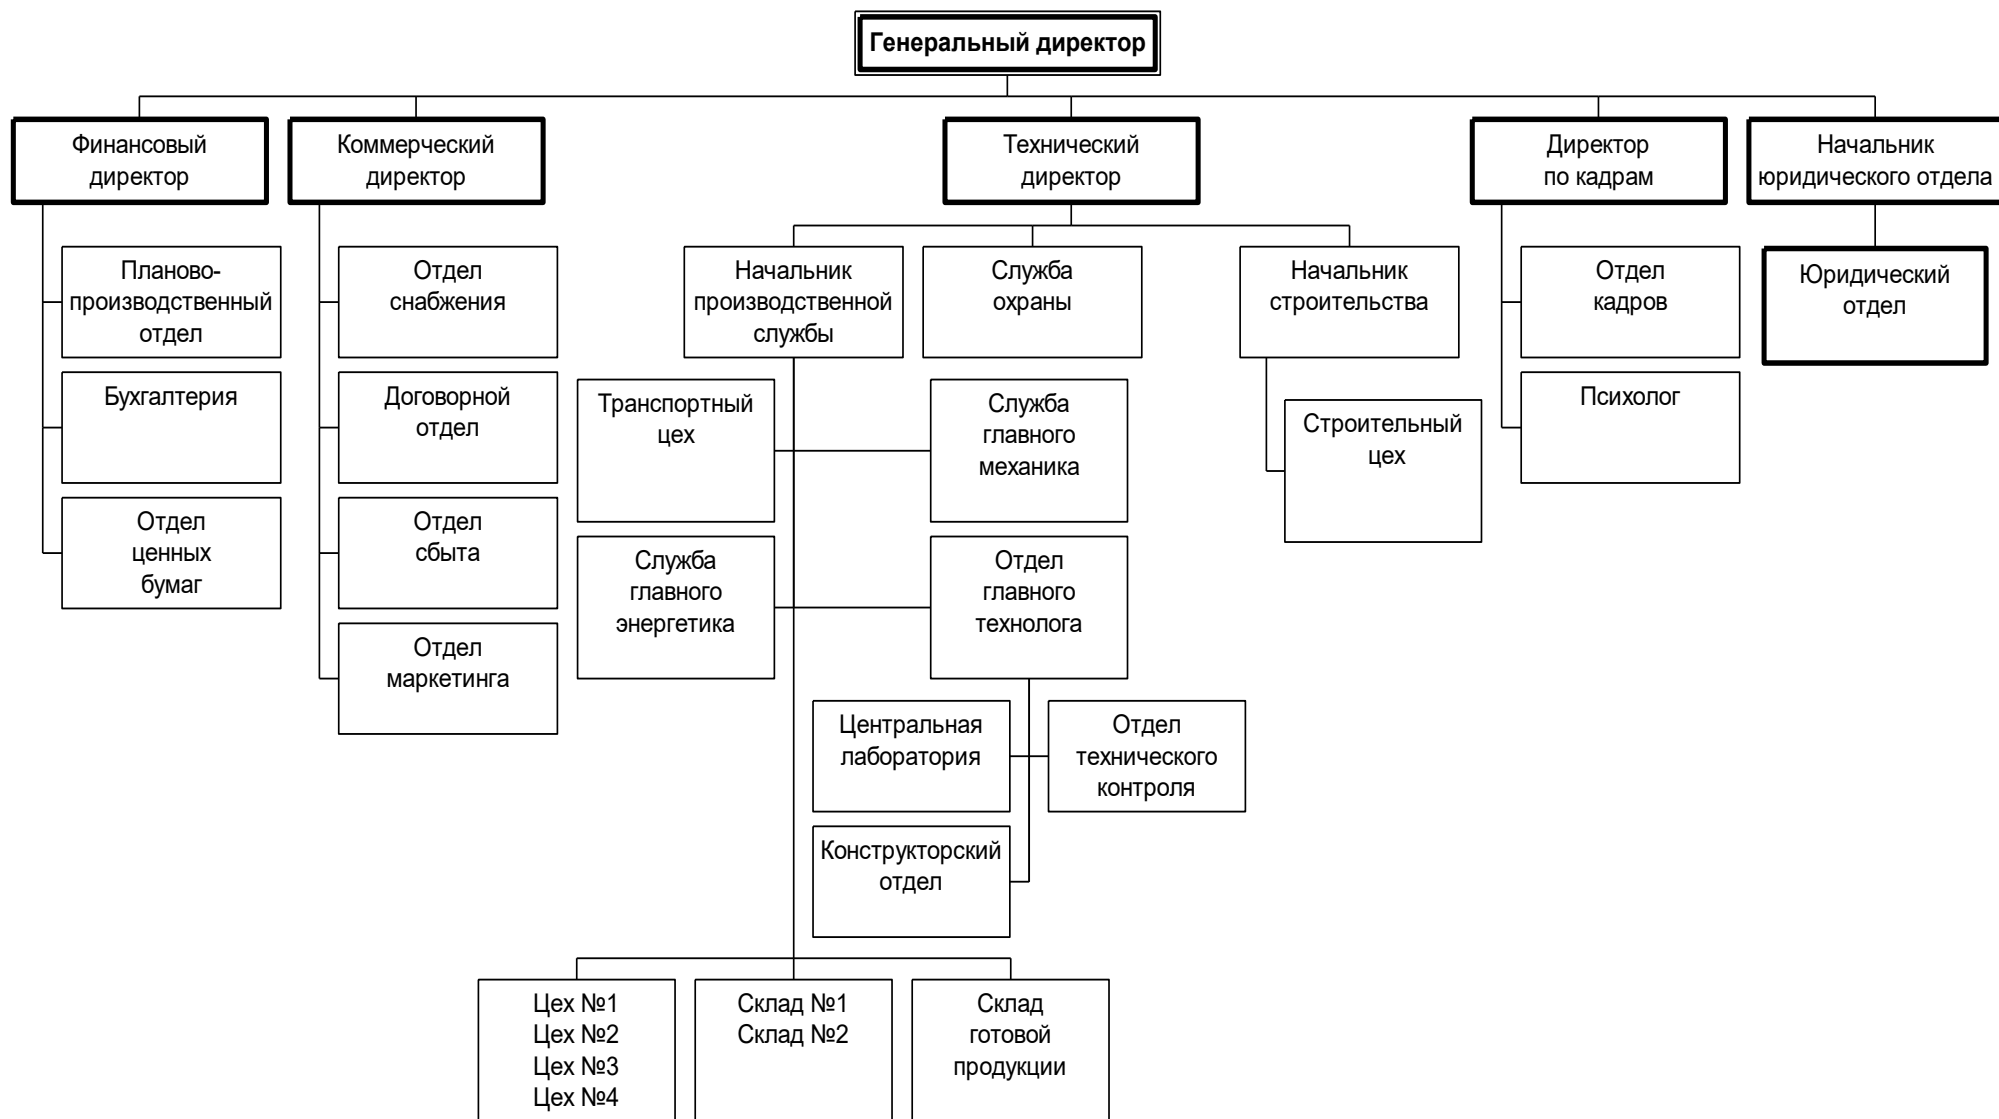 Генеральный директор
Финансовый
директор
Коммерческий
директор
Технический
директор
Директор
по кадрам
Начальник
юридического отдела
Планово-
производственный
отдел
Отдел
снабжения
Начальник
производственной
службы
Служба
охраны
Начальник
строительства
Отдел
кадров
Юридический
отдел
Бухгалтерия
Договорной
отдел
Транспортный
цех
Служба
главного
механика
Строительный
цех
Психолог
Отдел
ценных
бумаг
Отдел
сбыта
Служба
главного
энергетика
Отдел
главного
технолога
Отдел
маркетинга
Центральная
лаборатория
Отдел
технического
контроля
Конструкторский
отдел
Цех №1
Цех №2
Цех №3
Цех №4
Склад №1
Склад №2
Склад
готовой
продукции